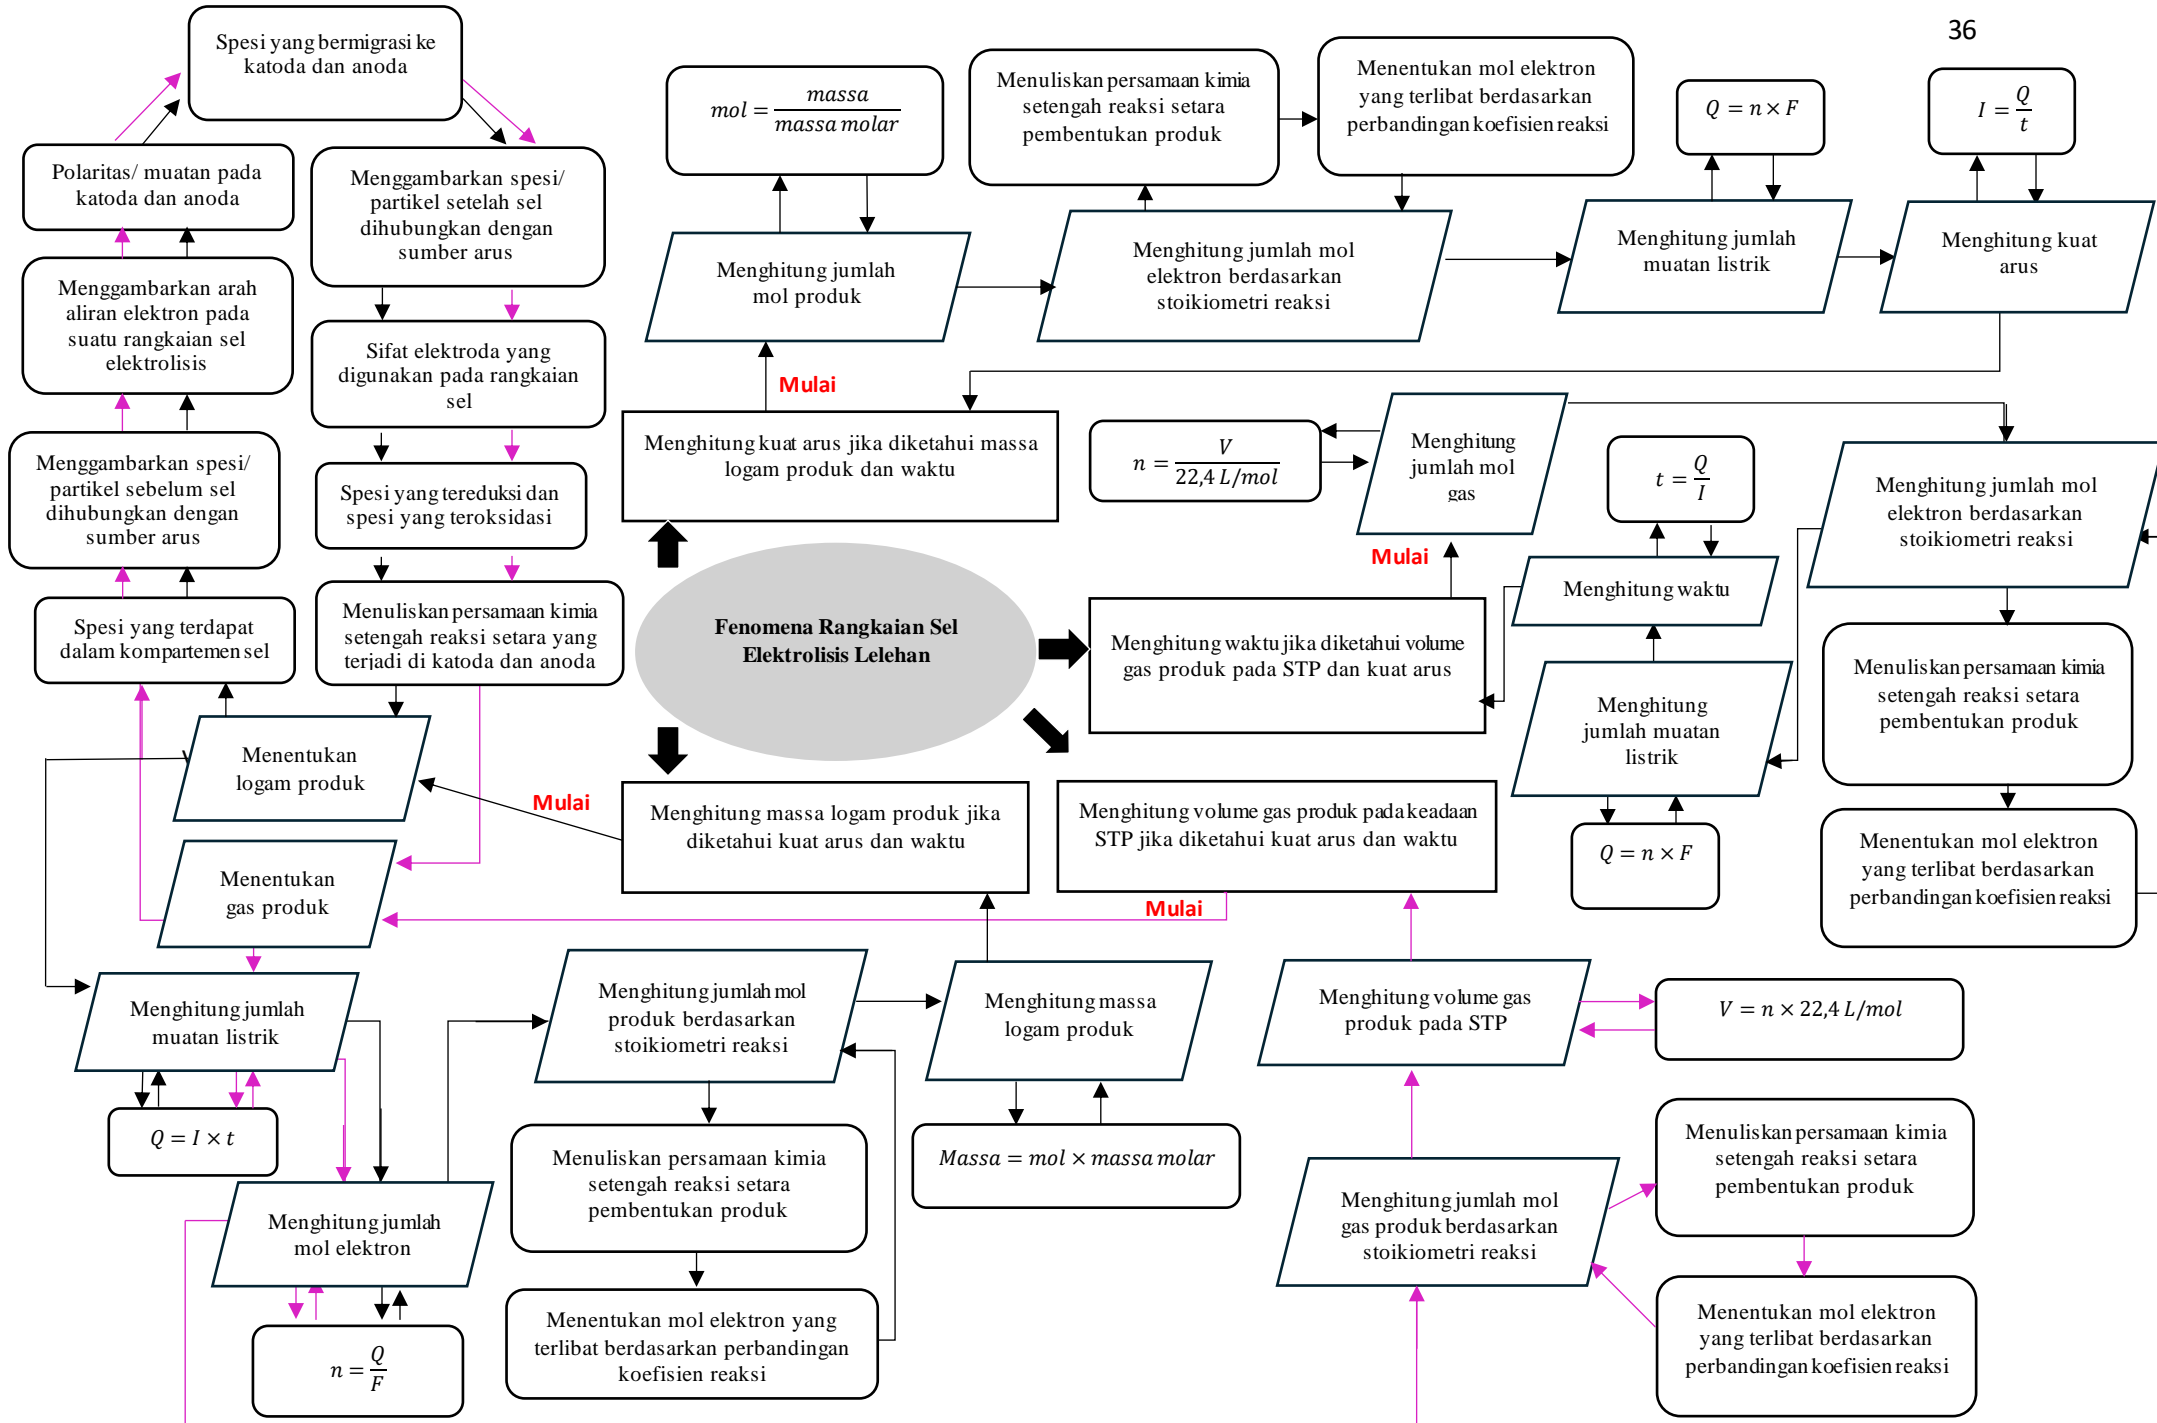 36
Spesi yang bermigrasi ke
katoda dan anoda
Polaritas/ muatan pada
katoda dan anoda
Menggambarkan arah
aliran elektron pada
suatu rangkaian sel
elektrolisis
Menggambarkan spesi/
partikel sebelum sel
dihubungkan dengan
sumber arus
Spesi yang terdapat
dalam kompartemen sel
Menggambarkan spesi/
partikel setelah sel
dihubungkan dengan
sumber arus
Sifat elektroda yang
digunakan pada rangkaian
sel
Spesi yang tereduksi dan
spesi yang teroksidasi
Menuliskan persamaan kimia
setengah reaksi setara yang
terjadi di katoda dan anoda
mol = massa / massa molar
Menuliskan persamaan kimia
setengah reaksi setara
pembentukan produk
Menentukan mol elektron
yang terlibat berdasarkan
perbandingan koefisien reaksi
Q = n × F
I = Q / t
Menghitung jumlah
mol produk
Menghitung jumlah mol
elektron berdasarkan
stoikiometri reaksi
Menghitung jumlah
muatan listrik
Menghitung kuat
arus
Mulai
Menghitung kuat arus jika diketahui massa
logam produk dan waktu
n = V / 22,4 L/mol
Menghitung
jumlah mol
gas
t = Q / I
Menghitung jumlah mol
elektron berdasarkan
stoikiometri reaksi
Mulai
Menghitung waktu
Fenomena Rangkaian Sel
Elektrolisis Lelehan
Menghitung waktu jika diketahui volume
gas produk pada STP dan kuat arus
Menuliskan persamaan kimia
setengah reaksi setara
pembentukan produk
Menghitung
jumlah muatan
listrik
Q = n × F
Menentukan mol elektron
yang terlibat berdasarkan
perbandingan koefisien reaksi
Menentukan
logam produk
Mulai
Menghitung massa logam produk jika
diketahui kuat arus dan waktu
Menghitung volume gas produk pada keadaan
STP jika diketahui kuat arus dan waktu
Menentukan
gas produk
Mulai
Menghitung jumlah
muatan listrik
Q = I × t
Menghitung jumlah mol
produk berdasarkan
stoikiometri reaksi
Menghitung massa
logam produk
Menghitung volume gas
produk pada STP
V = n × 22,4 L/mol
Menuliskan persamaan kimia
setengah reaksi setara
pembentukan produk
Massa = mol × massa molar
Menghitung jumlah
mol elektron
n = Q / F
Menentukan mol elektron yang
terlibat berdasarkan perbandingan
koefisien reaksi
Menghitung jumlah mol
gas produk berdasarkan
stoikiometri reaksi
Menuliskan persamaan kimia
setengah reaksi setara
pembentukan produk
Menentukan mol elektron
yang terlibat berdasarkan
perbandingan koefisien reaksi